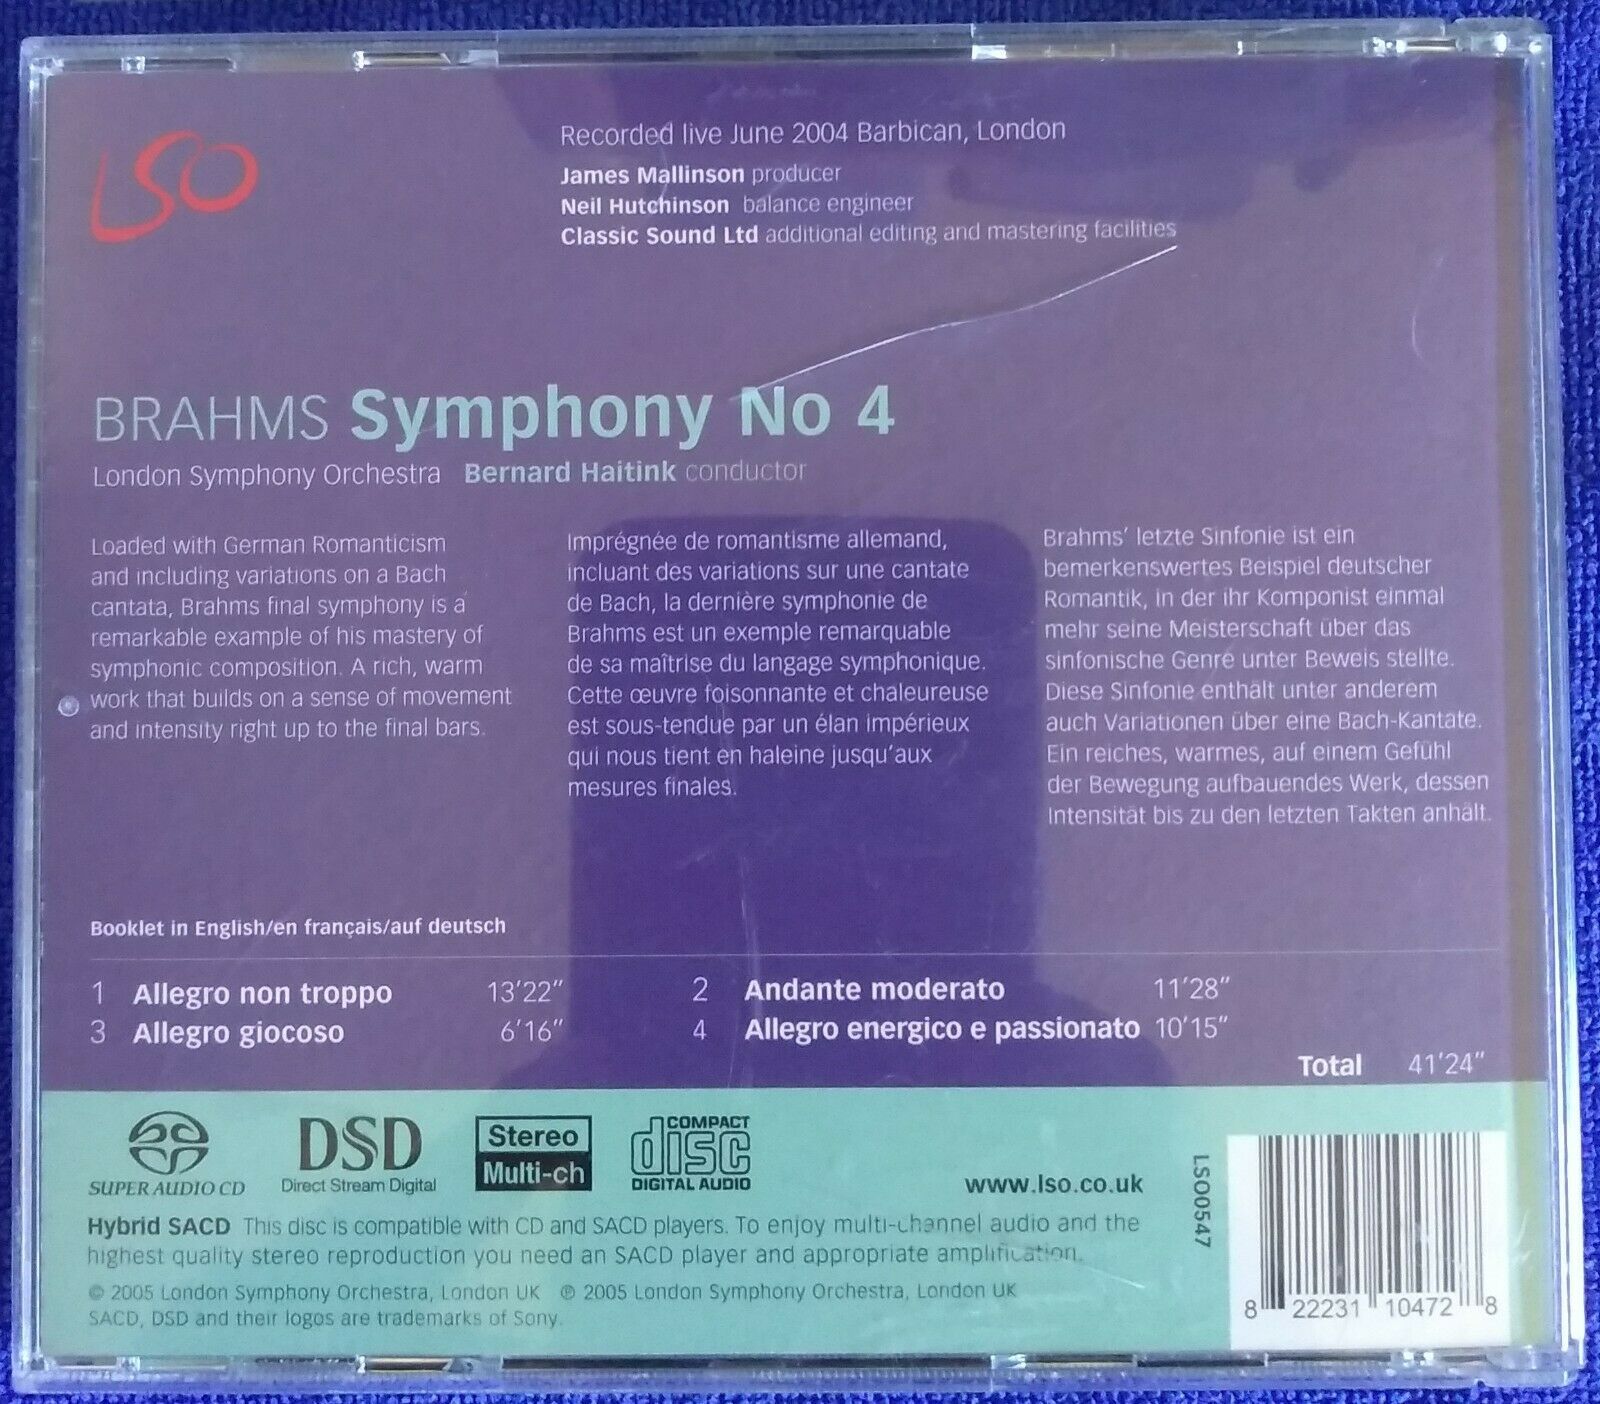 LSO
Recorded live June 2004 Barbican, London
James Mallinson producer
Neil Hutchinson balance engineer
Classic Sound Ltd additional editing and mastering facilities
BRAHMS Symphony No 4
London Symphony Orchestra Bernard Haitink conductor
Loaded with German Romanticism
and including variations on a Bach
cantata, Brahms final symphony is a
remarkable example of his mastery of
symphonic composition. A rich, warm
work that builds on a sense of movement
and intensity right up to the final bars.
Imprégnée de romantisme allemand,
incluant des variations sur une cantate
de Bach, la dernière symphonie de
Brahms est un exemple remarquable
de sa maîtrise du langage symphonique.
Cette œuvre foisonnante et chaleureuse
est sous-tendue par un élan impérieux
qui nous tient en haleine jusqu'aux
mesures finales.
Brahms' letzte Sinfonie ist ein
bemerkenswertes Beispiel deutscher
Romantik, in der ihr Komponist einmal
mehr seine Meisterschaft über das
sinfonische Genre unter Beweis stellte.
Diese Sinfonie enthält unter anderem
auch Variationen über eine Bach-Kantate.
Ein reiches, warmes, auf einem Gefühl
der Bewegung aufbauendes Werk, dessen
Intensität bis zu den letzten Takten anhält.
Booklet in English/en français/auf deutsch
1 Allegro non troppo 13'22"
2 Andante moderato 11'28"
3 Allegro giocoso 6'16"
4 Allegro energico e passionato 10'15"
Total 41'24"
SUPER AUDIO CD
DSD
Direct Stream Digital
Stereo
Multi-ch
COMPACT
disc
DIGITAL AUDIO
www.lso.co.uk
Hybrid SACD This disc is compatible with CD and SACD players. To enjoy multi-channel audio and the
highest quality stereo reproduction you need an SACD player and appropriate amplification.
© 2005 London Symphony Orchestra, London UK ℗ 2005 London Symphony Orchestra, London UK
SACD, DSD and their logos are trademarks of Sony.
LSO0547
8 22231 10472 8